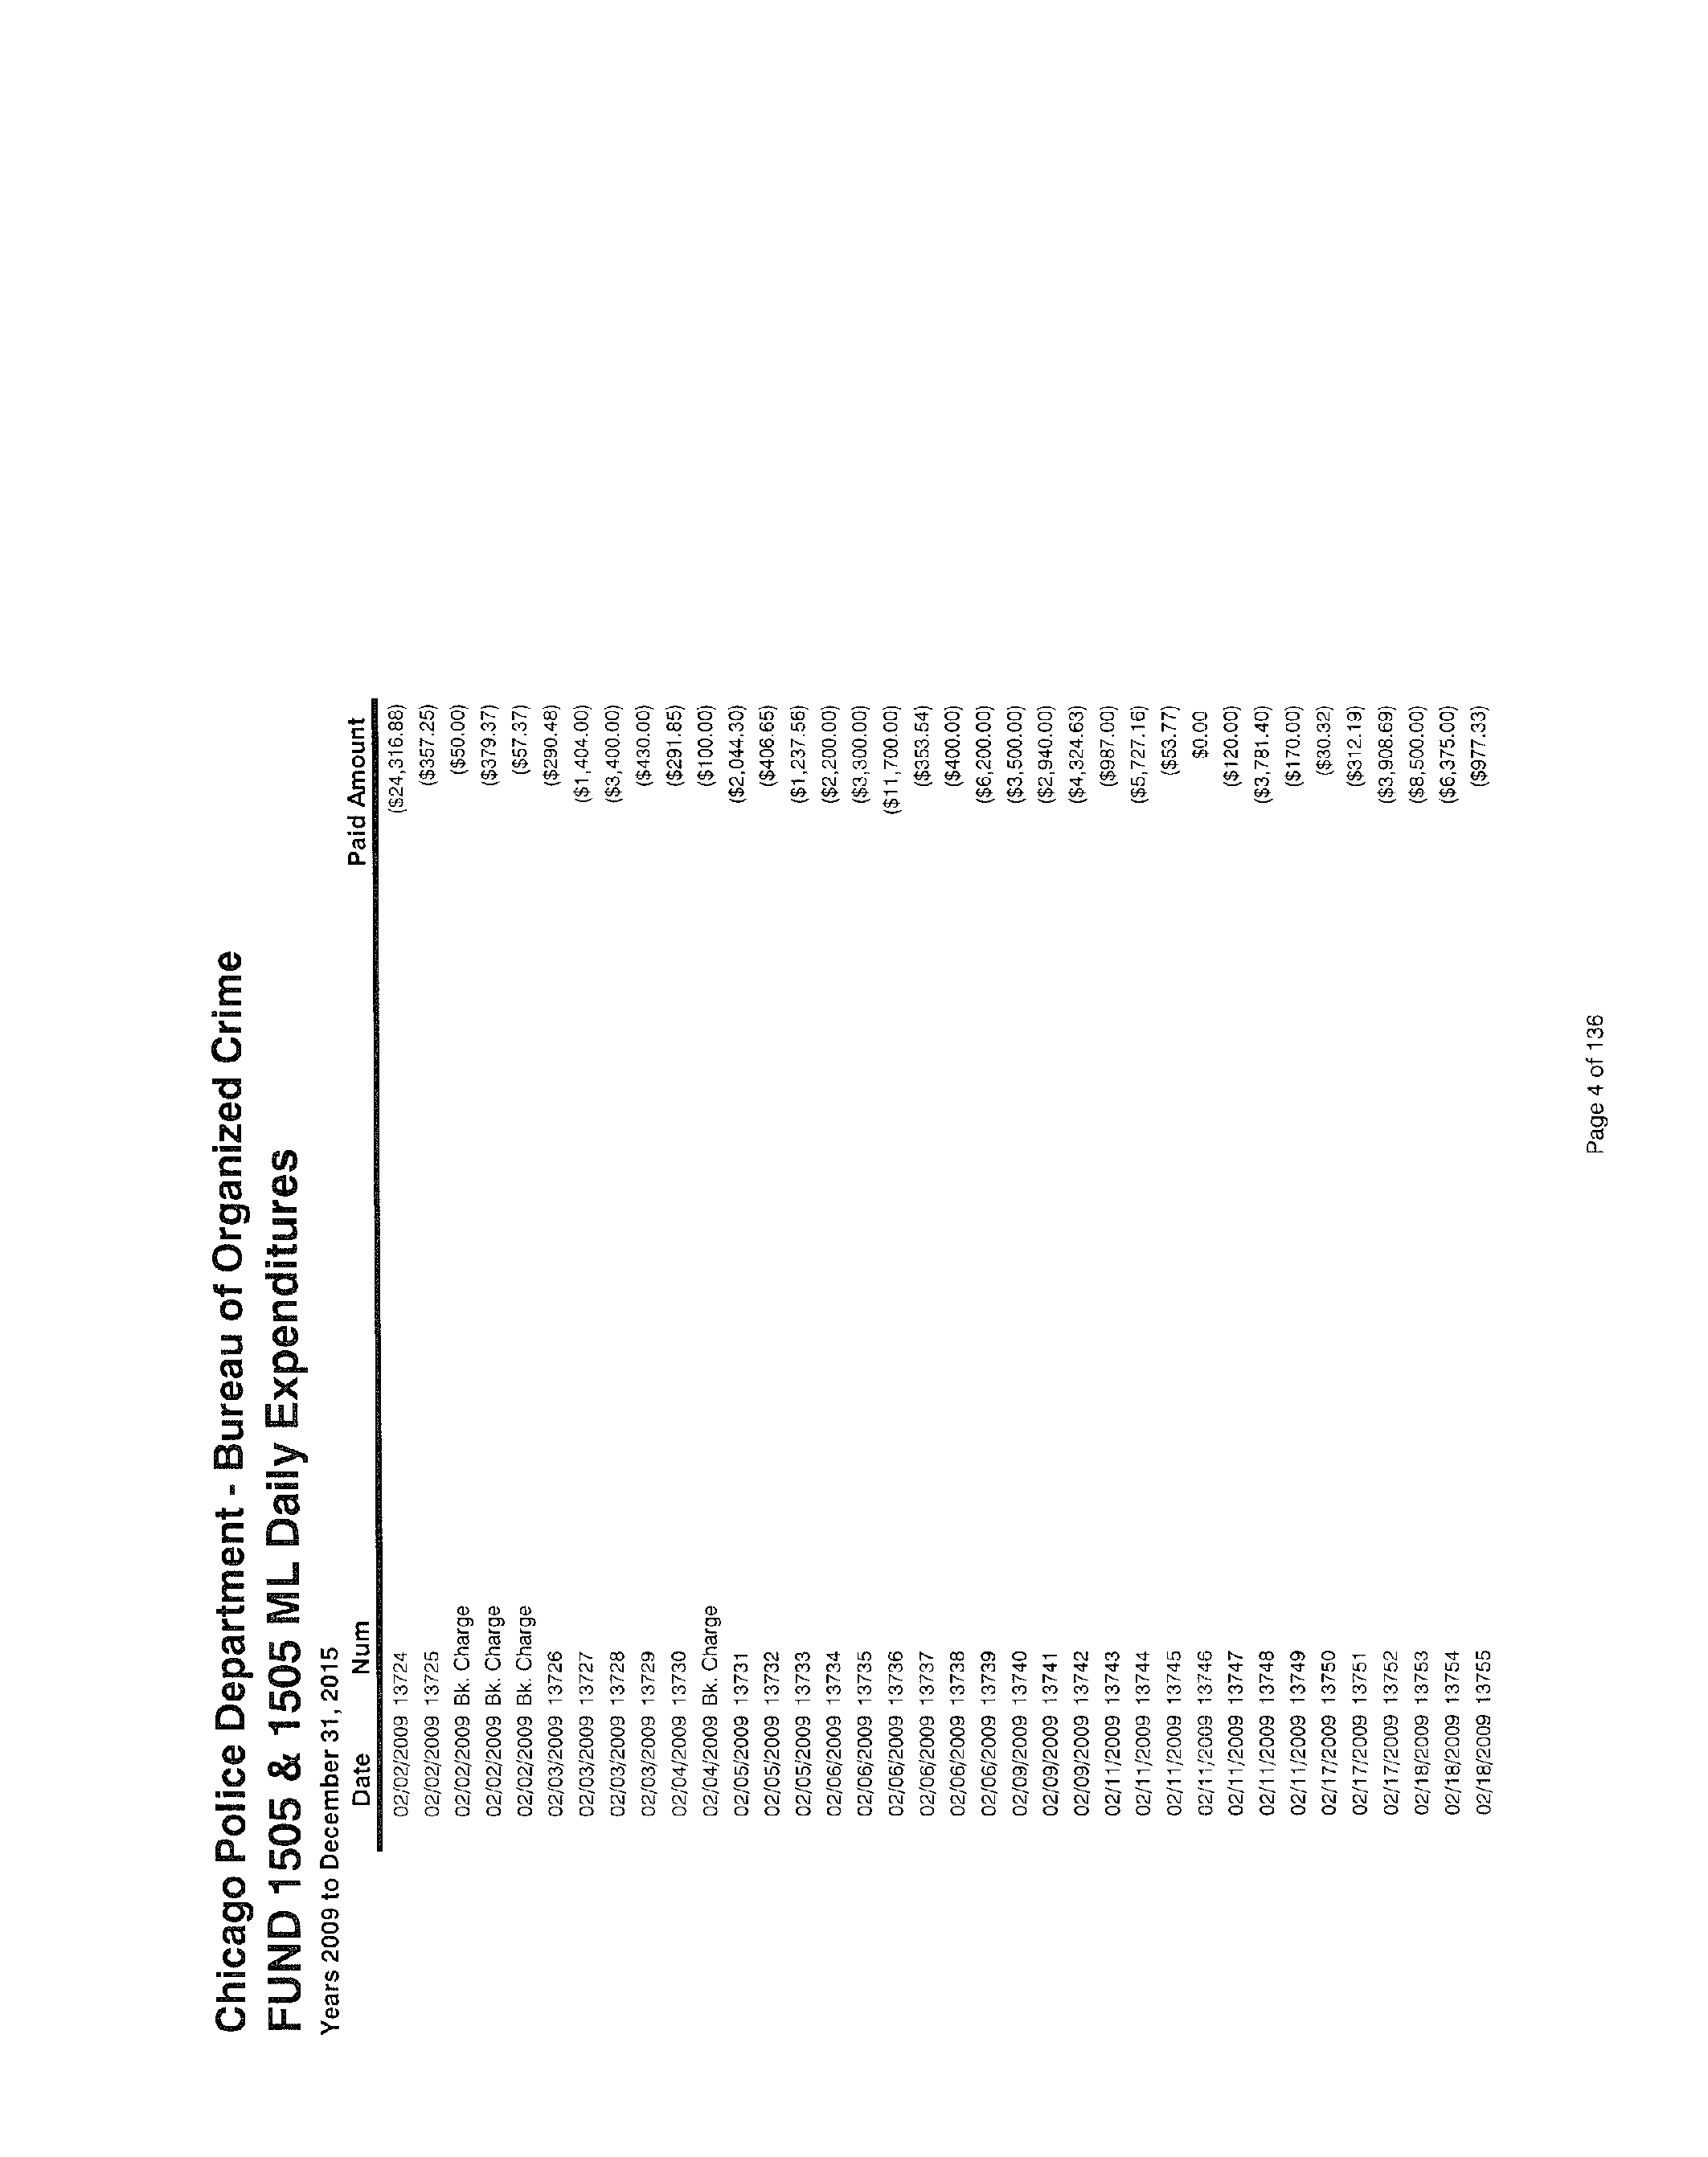 Chicago Police Department - Bureau of Organized Crime
FUND 1505 & 1505 ML Daily Expenditures
Years 2009 to December 31, 2015
Date Num Paid Amount
02/02/2009 13724 ($24,316.88)
02/02/2009 13725 ($357.25)
02/02/2009 Bk. Charge ($50.00)
02/02/2009 Bk. Charge ($379.37)
02/02/2009 Bk. Charge ($57.37)
02/03/2009 13726 ($290.48)
02/03/2009 13727 ($1,404.00)
02/03/2009 13728 ($3,400.00)
02/03/2009 13729 ($430.00)
02/04/2009 13730 ($291.85)
02/04/2009 Bk. Charge ($100.00)
02/05/2009 13731 ($2,044.30)
02/05/2009 13732 ($406.65)
02/05/2009 13733 ($1,237.56)
02/06/2009 13734 ($2,200.00)
02/06/2009 13735 ($3,300.00)
02/06/2009 13736 ($11,700.00)
02/06/2009 13737 ($353.54)
02/06/2009 13738 ($400.00)
02/06/2009 13739 ($6,200.00)
02/09/2009 13740 ($3,500.00)
02/09/2009 13741 ($2,940.00)
02/09/2009 13742 ($4,324.63)
02/11/2009 13743 ($987.00)
02/11/2009 13744 ($5,727.16)
02/11/2009 13745 ($53.77)
02/11/2009 13746 $0.00
02/11/2009 13747 ($120.00)
02/11/2009 13748 ($3,781.40)
02/11/2009 13749 ($170.00)
02/17/2009 13750 ($30.32)
02/17/2009 13751 ($312.19)
02/17/2009 13752 ($3,908.69)
02/18/2009 13753 ($8,500.00)
02/18/2009 13754 ($6,375.00)
02/18/2009 13755 ($977.33)
Page 4 of 136